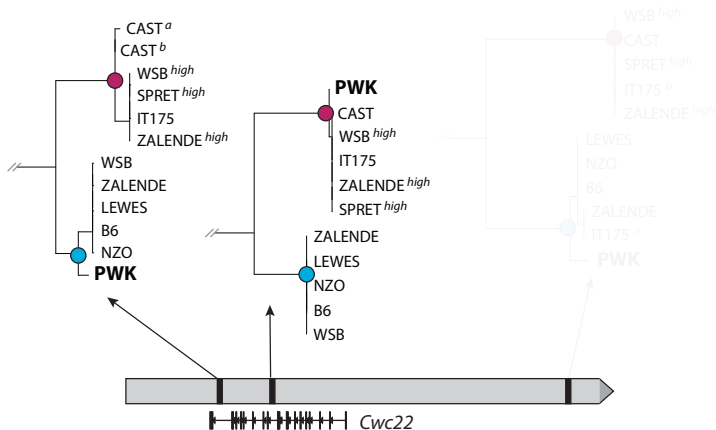 CAST a
CAST b
WSB high
SPRET high
IT175
ZALENDE high
WSB
ZALENDE
LEWES
B6
NZO
PWK
PWK
CAST
WSB high
IT175
ZALENDE high
SPRET high
ZALENDE
LEWES
NZO
B6
WSB
WSB high
CAST
SPRET high
IT175 b
ZALENDE high
LEWES
NZO
B6
ZALENDE
IT175 a
PWK
Cwc22